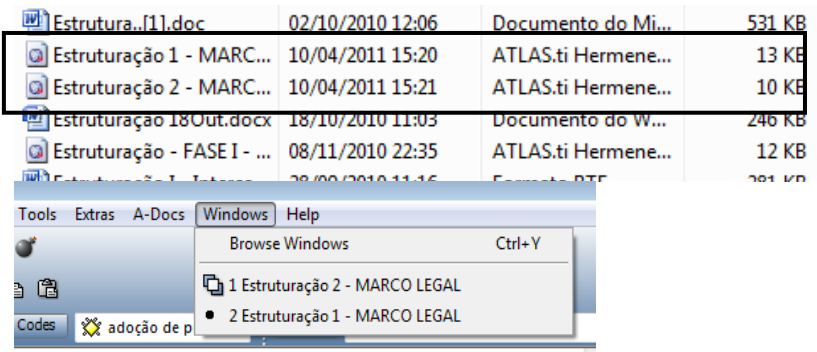 Estrutura..[1].doc 02/10/2010 12:06 Documento do Mi... 531 KB
Estruturação 1 - MARC... 10/04/2011 15:20 ATLAS.ti Hermene... 13 KB
Estruturação 2 - MARC... 10/04/2011 15:21 ATLAS.ti Hermene... 10 KB
Estruturação 18Out.docx 18/10/2010 11:03 Documento do W... 246 KB
Estruturação - FASE I - ... 08/11/2010 22:35 ATLAS.ti Hermene... 12 KB
Tools Extras A-Docs Windows Help
Browse Windows Ctrl+Y
1 Estruturação 2 - MARCO LEGAL
2 Estruturação 1 - MARCO LEGAL
Codes adoção de p